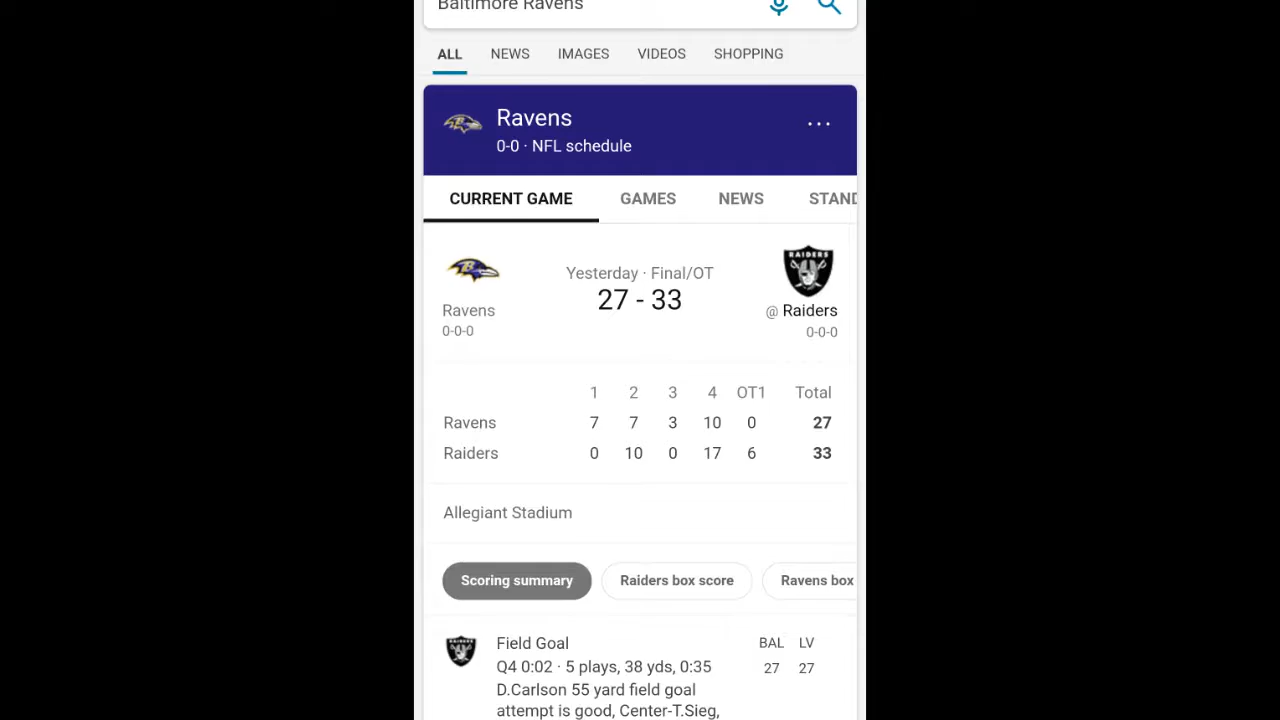 Baltimore Ravens
ALL NEWS IMAGES VIDEOS SHOPPING
Ravens
0-0 · NFL schedule
...
CURRENT GAME GAMES NEWS STAND
Yesterday · Final/OT
27 - 33
RAIDERS
Ravens
0-0-0
@ Raiders
0-0-0
1 2 3 4 OT1 Total
Ravens 7 7 3 10 0 27
Raiders 0 10 0 17 6 33
Allegiant Stadium
Scoring summary Raiders box score Ravens box
Field Goal BAL LV
Q4 0:02 · 5 plays, 38 yds, 0:35 27 27
D.Carlson 55 yard field goal
attempt is good, Center-T.Sieg,